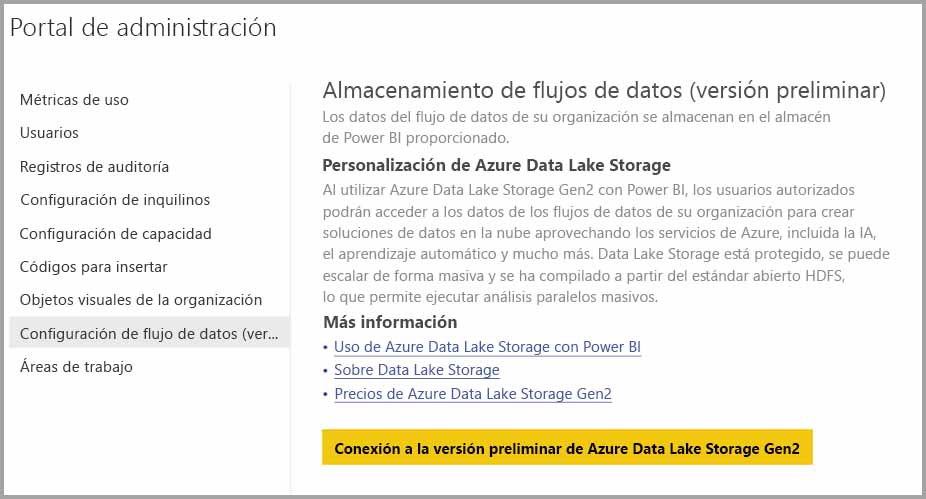 Portal de administración
Métricas de uso
Usuarios
Registros de auditoría
Configuración de inquilinos
Configuración de capacidad
Códigos para insertar
Objetos visuales de la organización
Configuración de flujo de datos (ver...
Áreas de trabajo
Almacenamiento de flujos de datos (versión preliminar)
Los datos del flujo de datos de su organización se almacenan en el almacén
de Power BI proporcionado.
Personalización de Azure Data Lake Storage
Al utilizar Azure Data Lake Storage Gen2 con Power BI, los usuarios autorizados
podrán acceder a los datos de los flujos de datos de su organización para crear
soluciones de datos en la nube aprovechando los servicios de Azure, incluida la IA,
el aprendizaje automático y mucho más. Data Lake Storage está protegido, se puede
escalar de forma masiva y se ha compilado a partir del estándar abierto HDFS,
lo que permite ejecutar análisis paralelos masivos.
Más información
• Uso de Azure Data Lake Storage con Power BI
• Sobre Data Lake Storage
• Precios de Azure Data Lake Storage Gen2
Conexión a la versión preliminar de Azure Data Lake Storage Gen2